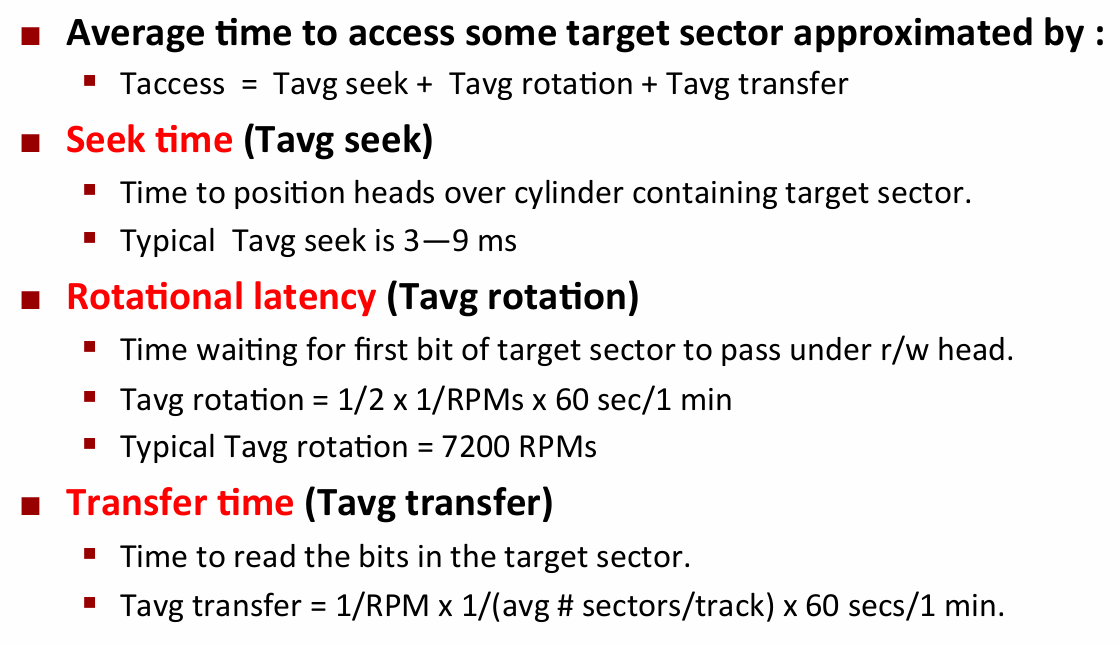 Average time to access some target sector approximated by :
Taccess = Tavg seek + Tavg rotation + Tavg transfer
Seek time (Tavg seek)
Time to position heads over cylinder containing target sector.
Typical Tavg seek is 3—9 ms
Rotational latency (Tavg rotation)
Time waiting for first bit of target sector to pass under r/w head.
Tavg rotation = 1/2 x 1/RPMs x 60 sec/1 min
Typical Tavg rotation = 7200 RPMs
Transfer time (Tavg transfer)
Time to read the bits in the target sector.
Tavg transfer = 1/RPM x 1/(avg # sectors/track) x 60 secs/1 min.